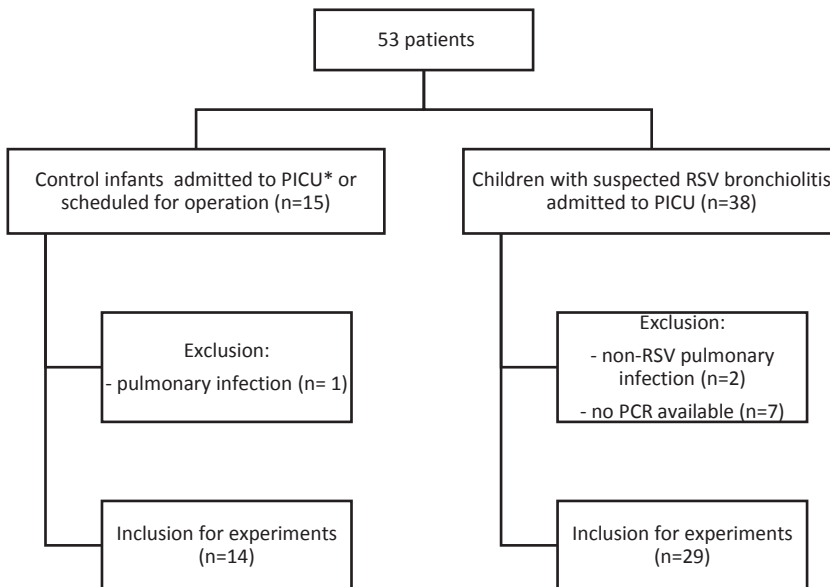 53 patients
Control infants admitted to PICU* or
scheduled for operation (n=15)
Children with suspected RSV bronchiolitis
admitted to PICU (n=38)
Exclusion:
- pulmonary infection (n= 1)
Exclusion:
- non-RSV pulmonary
infection (n=2)
- no PCR available (n=7)
Inclusion for experiments
(n=14)
Inclusion for experiments
(n=29)